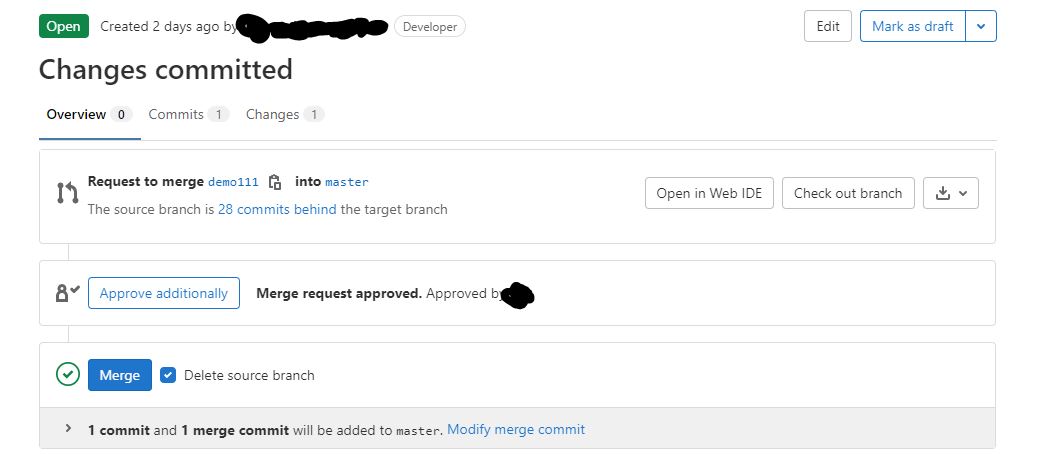 Open Created 2 days ago by Developer Edit Mark as draft
Changes committed
Overview 0 Commits 1 Changes 1
Request to merge demo111 into master Open in Web IDE Check out branch
The source branch is 28 commits behind the target branch
Approve additionally Merge request approved. Approved by
Merge Delete source branch
1 commit and 1 merge commit will be added to master. Modify merge commit